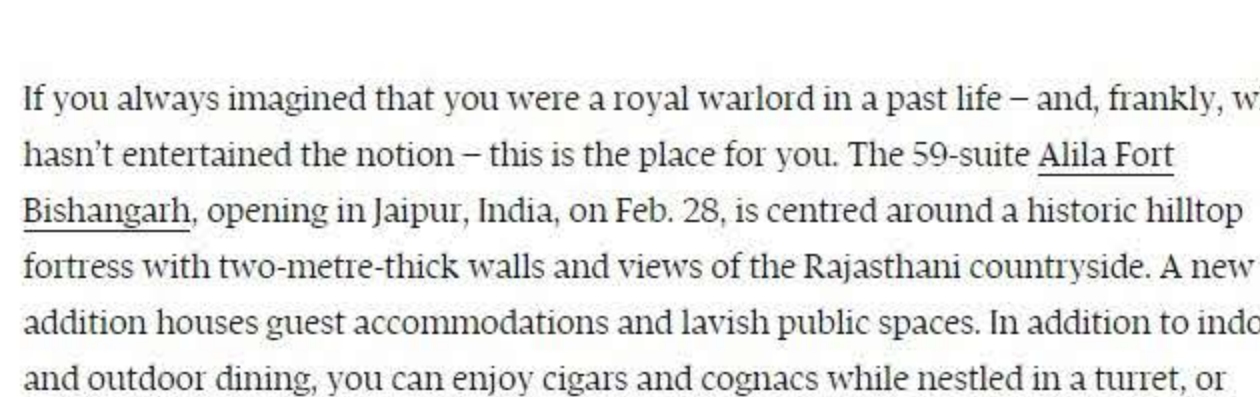 If you always imagined that you were a royal warlord in a past life – and, frankly, w
hasn’t entertained the notion – this is the place for you. The 59-suite Alila Fort
Bishangarh, opening in Jaipur, India, on Feb. 28, is centred around a historic hilltop
fortress with two-metre-thick walls and views of the Rajasthani countryside. A new
addition houses guest accommodations and lavish public spaces. In addition to indo
and outdoor dining, you can enjoy cigars and cognacs while nestled in a turret, or